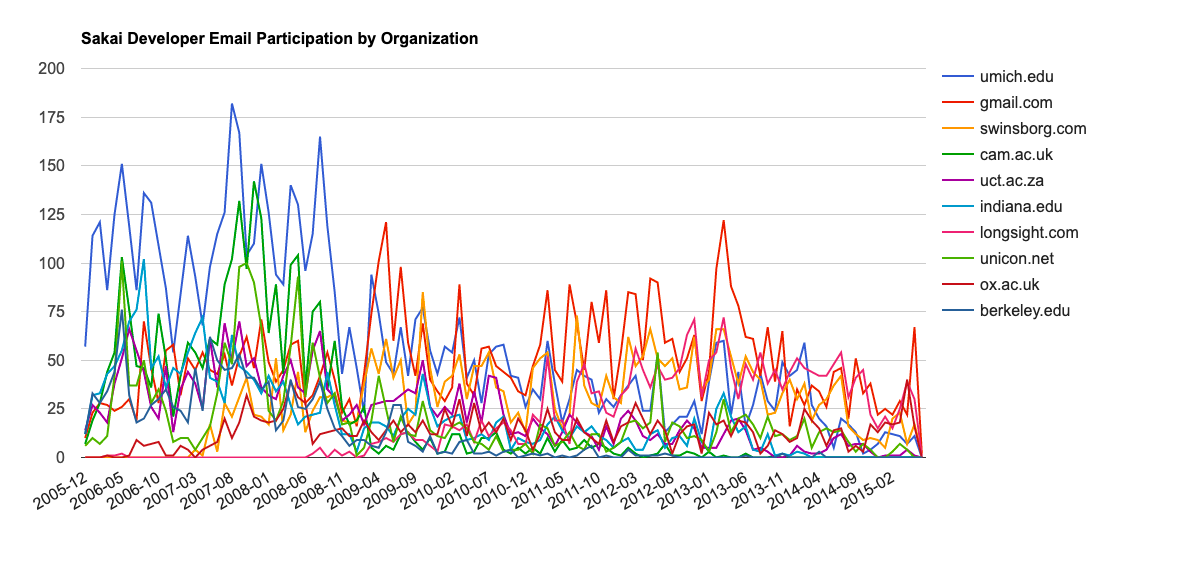 Sakai Developer Email Participation by Organization
200
175
150
125
100
75
50
25
0
2005-12
2006-05
2006-10
2007-03
2007-08
2008-01
2008-06
2008-11
2009-04
2009-09
2010-02
2010-07
2010-12
2011-05
2011-10
2012-03
2012-08
2013-01
2013-06
2013-11
2014-04
2014-09
2015-02
umich.edu
gmail.com
swinsborg.com
cam.ac.uk
uct.ac.za
indiana.edu
longsight.com
unicon.net
ox.ac.uk
berkeley.edu